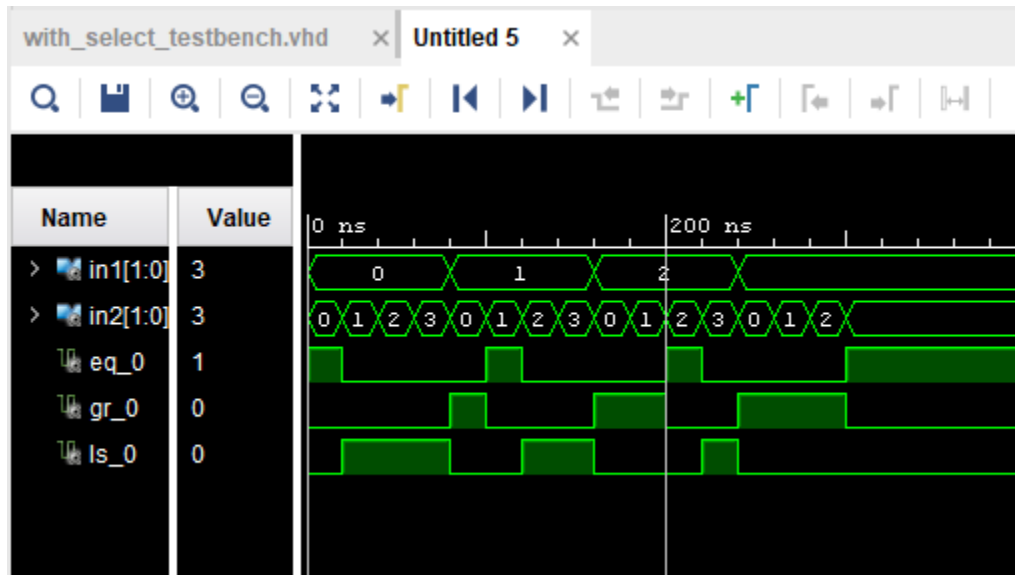 with_select_testbench.vhd × Untitled 5 ×
Name Value 0 ns 200 ns
> in1[1:0] 3 0 1 2
> in2[1:0] 3 0 1 2 3 0 1 2 3 0 1 2 3 0 1 2
eq_0 1
gr_0 0
ls_0 0